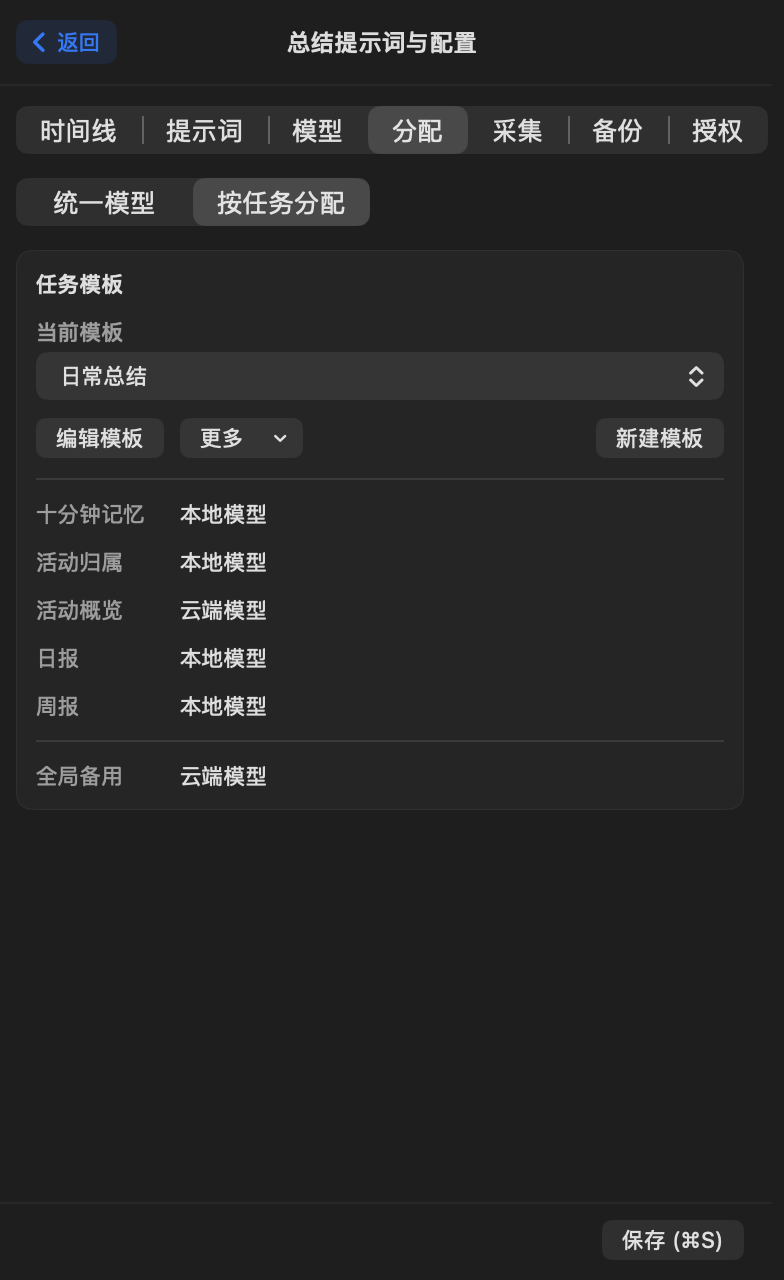 返回
总结提示词与配置
时间线 提示词 模型 分配 采集 备份 授权
统一模型 按任务分配
任务模板
当前模板
日常总结
编辑模板 更多 新建模板
十分钟记忆 本地模型
活动归属 本地模型
活动概览 云端模型
日报 本地模型
周报 本地模型
全局备用 云端模型
保存 (⌘S)